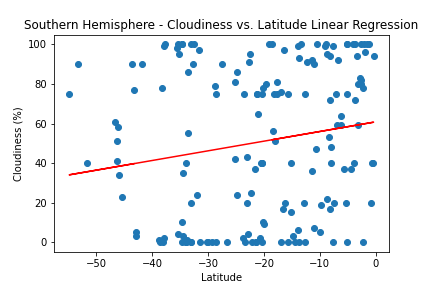 Southern Hemisphere - Cloudiness vs. Latitude Linear Regression
100
80
60
40
20
0
Cloudiness (%)
−50 −40 −30 −20 −10 0
Latitude